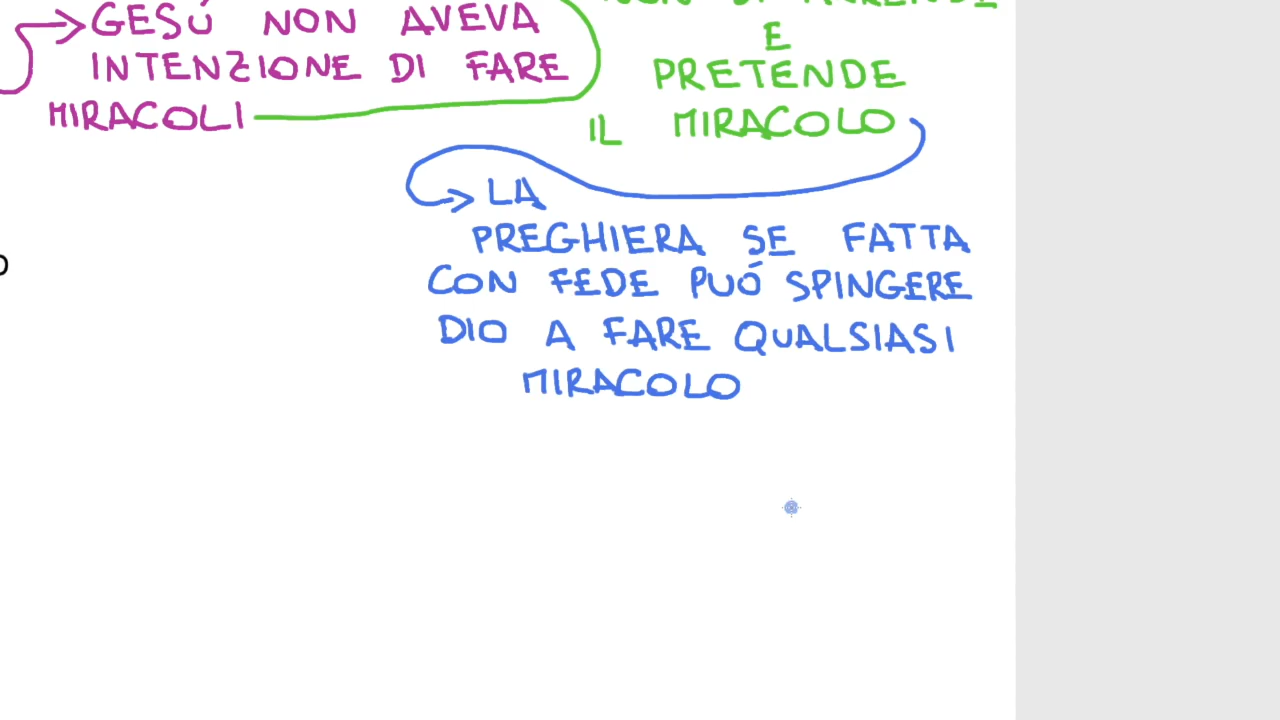 GESÚ NON AVEVA
INTENZIONE DI FARE
MIRACOLI
E
PRETENDE
IL MIRACOLO
LA
PREGHIERA SE FATTA
CON FEDE PUÓ SPINGERE
DIO A FARE QUALSIASI
MIRACOLO